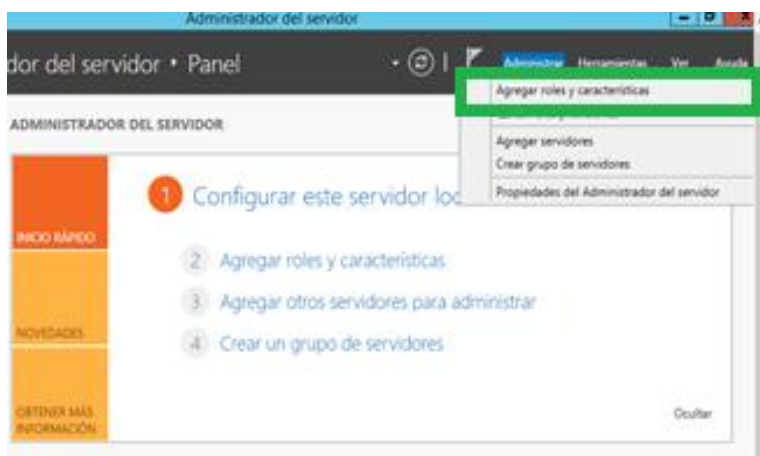 Administrador del servidor
dor del servidor • Panel
Administrar Herramientas Ver Ayuda
Agregar roles y características
ADMINISTRADOR DEL SERVIDOR
Agregar servidores
Crear grupo de servidores
Propiedades del Administrador del servidor
1 Configurar este servidor loc
INICIO RÁPIDO
2 Agregar roles y características
3 Agregar otros servidores para administrar
NOVEDADES
4 Crear un grupo de servidores
OBTENER MÁS
INFORMACIÓN
Ocultar